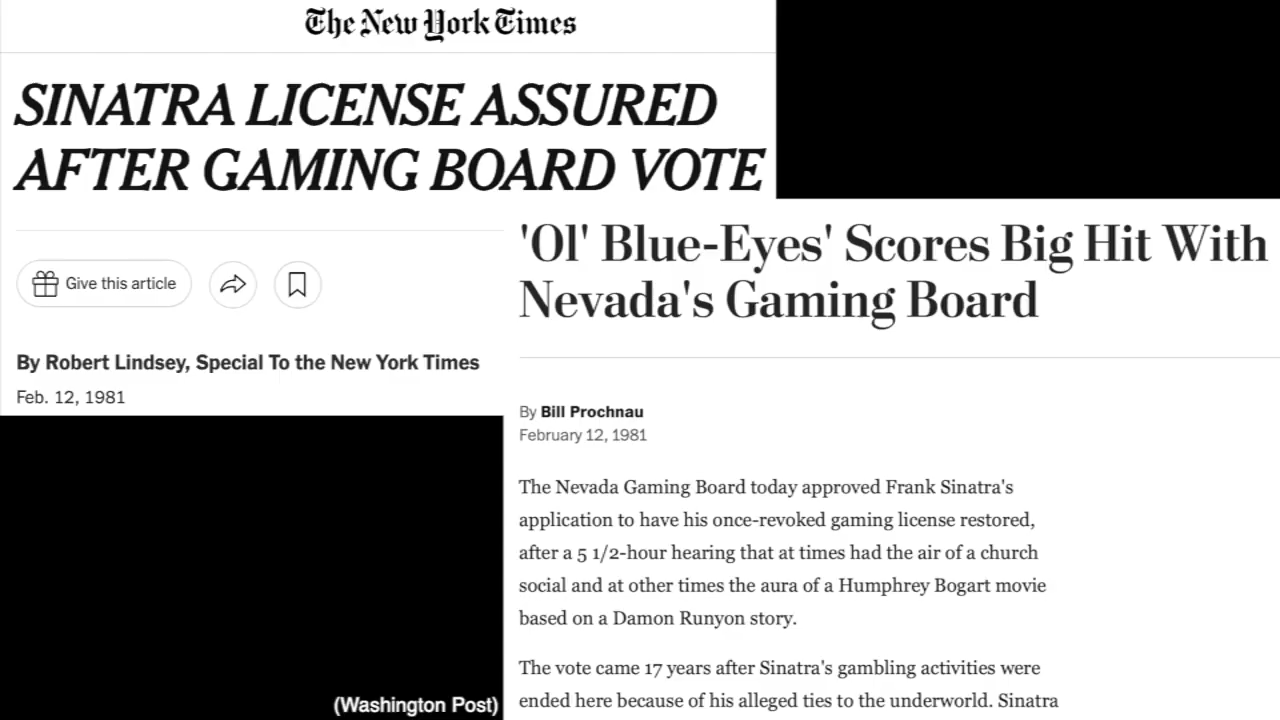 The New York Times
SINATRA LICENSE ASSURED
AFTER GAMING BOARD VOTE
Give this article
By Robert Lindsey, Special To the New York Times
Feb. 12, 1981
'Ol' Blue-Eyes' Scores Big Hit With
Nevada's Gaming Board
By Bill Prochnau
February 12, 1981
The Nevada Gaming Board today approved Frank Sinatra's
application to have his once-revoked gaming license restored,
after a 5 1/2-hour hearing that at times had the air of a church
social and at other times the aura of a Humphrey Bogart movie
based on a Damon Runyon story.
The vote came 17 years after Sinatra's gambling activities were
ended here because of his alleged ties to the underworld. Sinatra
(Washington Post)